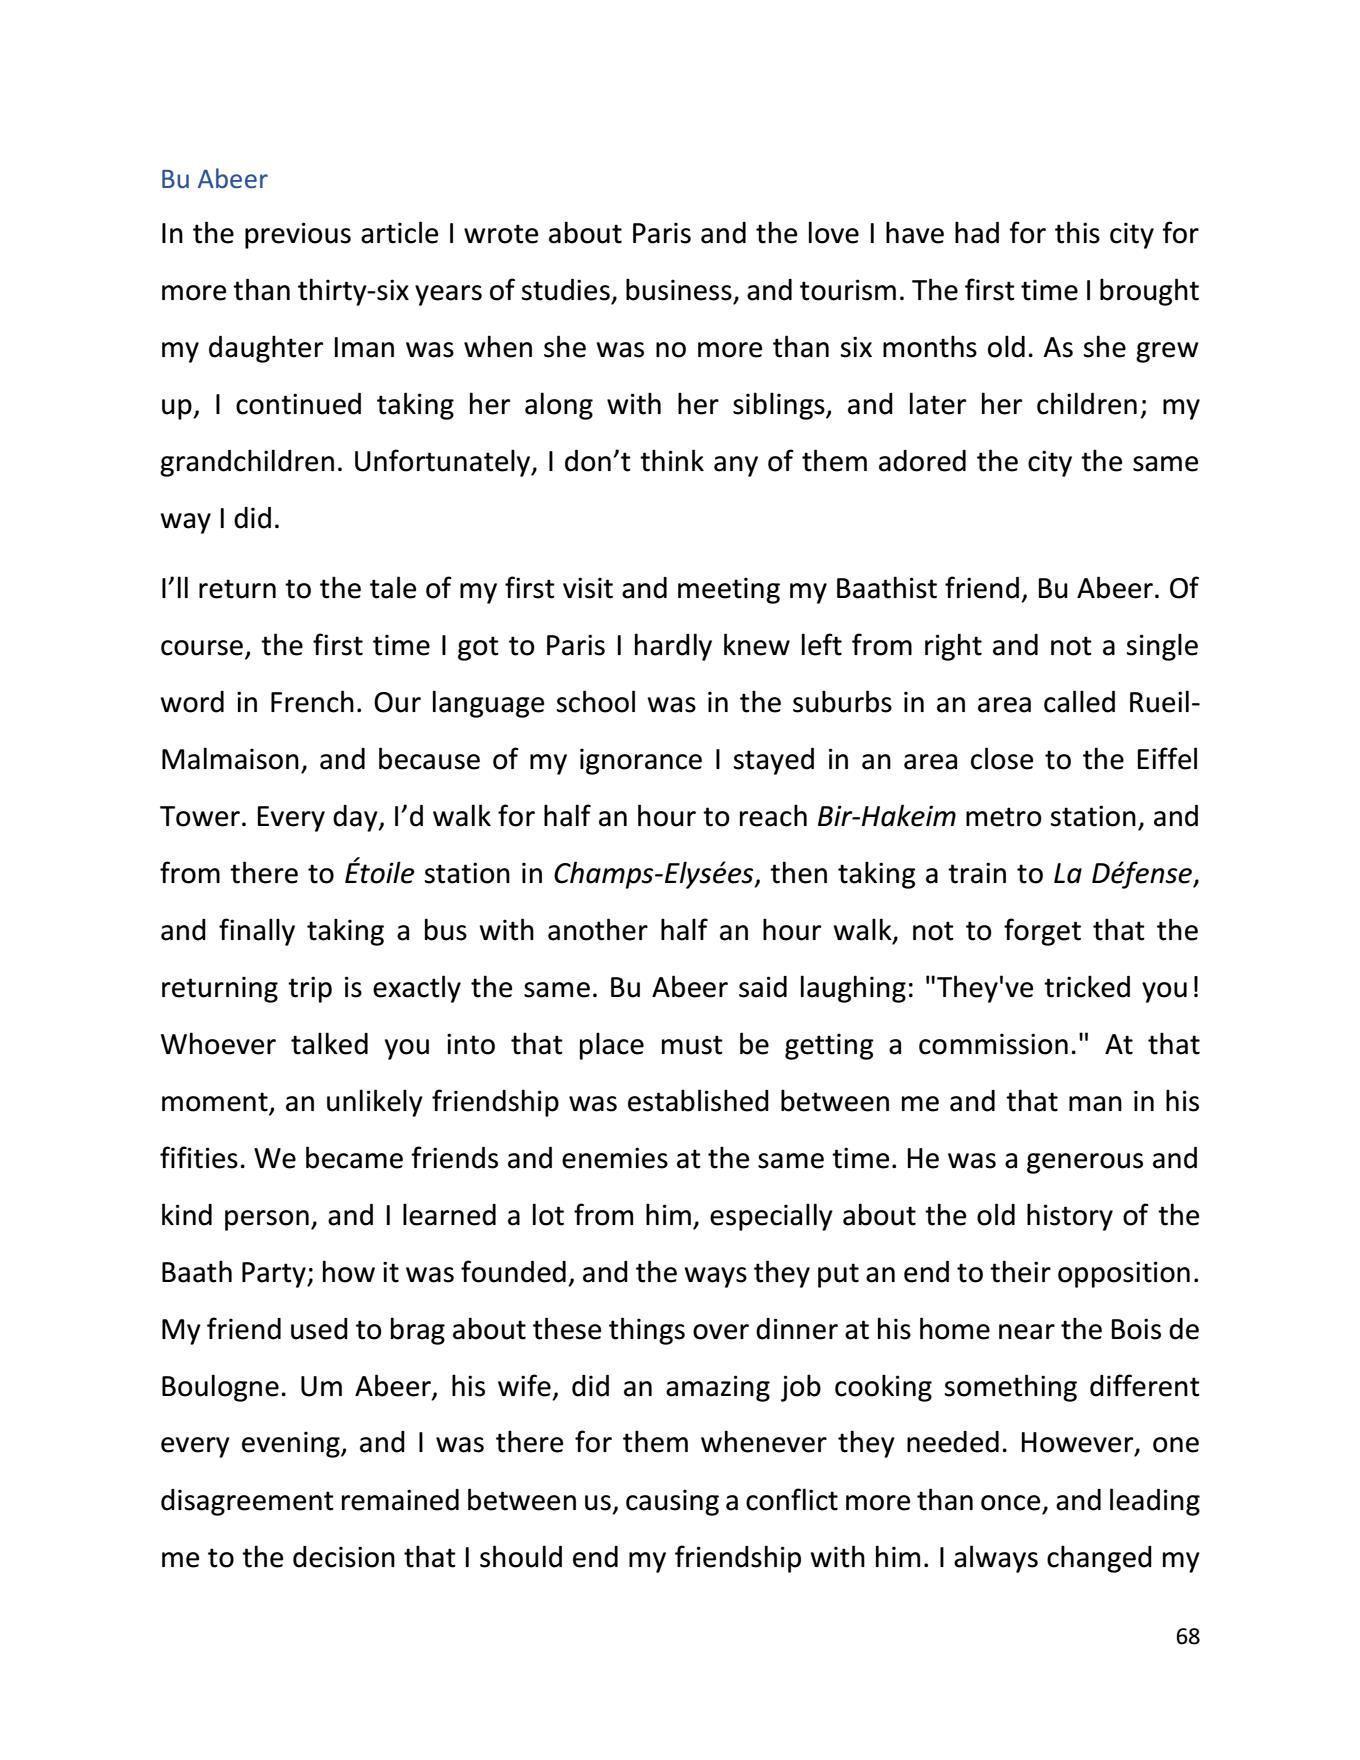 Bu Abeer
In the previous article I wrote about Paris and the love I have had for this city for
more than thirty-six years of studies, business, and tourism. The first time I brought
my daughter Iman was when she was no more than six months old. As she grew
up, I continued taking her along with her siblings, and later her children; my
grandchildren. Unfortunately, I don’t think any of them adored the city the same
way I did.
I’ll return to the tale of my first visit and meeting my Baathist friend, Bu Abeer. Of
course, the first time I got to Paris I hardly knew left from right and not a single
word in French. Our language school was in the suburbs in an area called Rueil-
Malmaison, and because of my ignorance I stayed in an area close to the Eiffel
Tower. Every day, I’d walk for half an hour to reach Bir-Hakeim metro station, and
from there to Étoile station in Champs-Elysées, then taking a train to La Défense,
and finally taking a bus with another half an hour walk, not to forget that the
returning trip is exactly the same. Bu Abeer said laughing: "They've tricked you!
Whoever talked you into that place must be getting a commission." At that
moment, an unlikely friendship was established between me and that man in his
fifities. We became friends and enemies at the same time. He was a generous and
kind person, and I learned a lot from him, especially about the old history of the
Baath Party; how it was founded, and the ways they put an end to their opposition.
My friend used to brag about these things over dinner at his home near the Bois de
Boulogne. Um Abeer, his wife, did an amazing job cooking something different
every evening, and I was there for them whenever they needed. However, one
disagreement remained between us, causing a conflict more than once, and leading
me to the decision that I should end my friendship with him. I always changed my
68